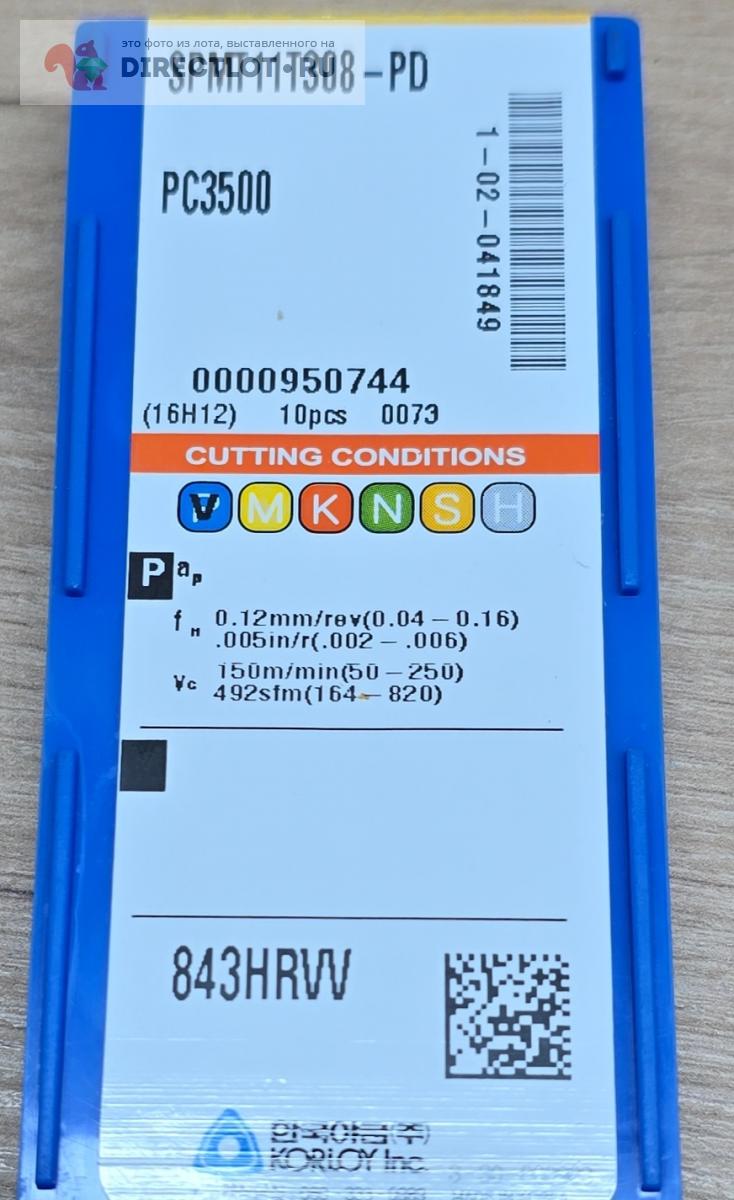 это фото из лота, выставленного на
DIRECTLOT.RU
SPMT11T308-PD
PC3500
1-02-041849
0000950744
(16H12) 10pcs 0073
CUTTING CONDITIONS
P M K N S H
P ap
fn 0.12mm/rev(0.04-0.16)
.005in/r(.002-.006)
vc 150m/min(50-250)
492sfm(164-820)
843HRVV
한국야금(주)
KORLOY Inc.